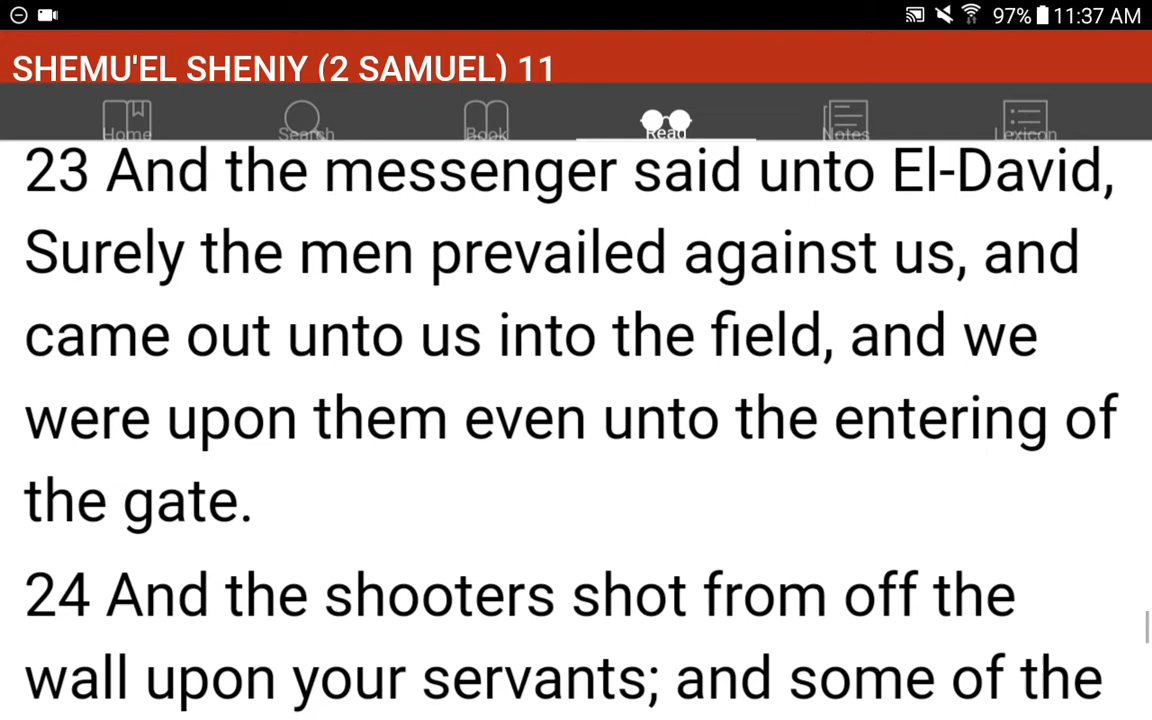 97% 11:37 AM
SHEMU'EL SHENIY (2 SAMUEL) 11
Home Search Book Read Notes Lexicon
23 And the messenger said unto El-David,
Surely the men prevailed against us, and
came out unto us into the field, and we
were upon them even unto the entering of
the gate.
24 And the shooters shot from off the
wall upon your servants; and some of the